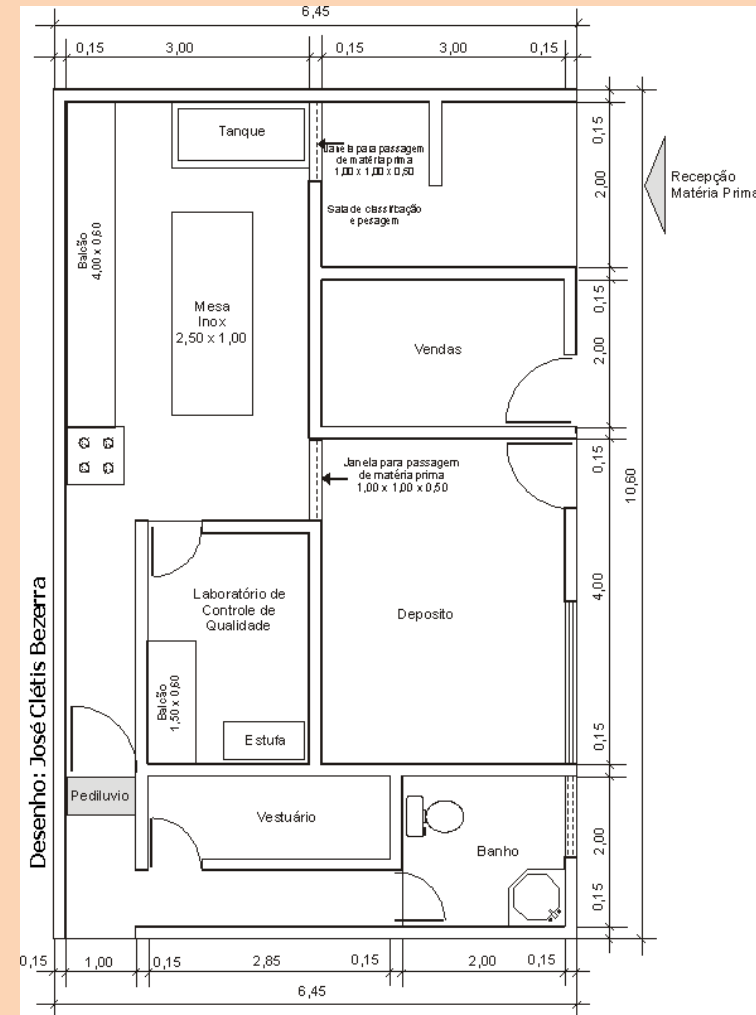 6,45
0,15
3,00
0,15
3,00
0,15
Tanque
Janela para passagem
de matéria prima
1,00 x 1,00 x 0,50
Sala de classificação
e pesagem
0,15
2,00
Recepção
Matéria Prima
Balcão
4,00 x 0,60
Mesa
Inox
2,50 x 1,00
Vendas
0,15
2,00
Janela para passagem
de matéria prima
1,00 x 1,00 x 0,50
0,15
10,60
Laboratório de
Controle de
Qualidade
Deposito
4,00
Balcão
1,50 x 0,60
Estufa
0,15
Desenho: José Clétis Bezerra
Pediluvio
Vestuário
Banho
2,00
0,15
0,15
1,00
0,15
2,85
0,15
2,00
0,15
6,45